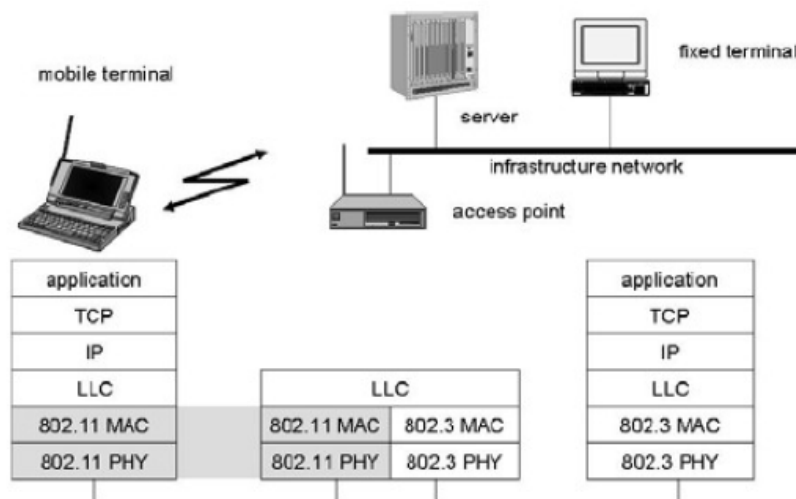 mobile terminal
fixed terminal
server
infrastructure network
access point
application
TCP
IP
LLC
802.11 MAC
802.11 PHY
LLC
802.11 MAC 802.3 MAC
802.11 PHY 802.3 PHY
application
TCP
IP
LLC
802.3 MAC
802.3 PHY